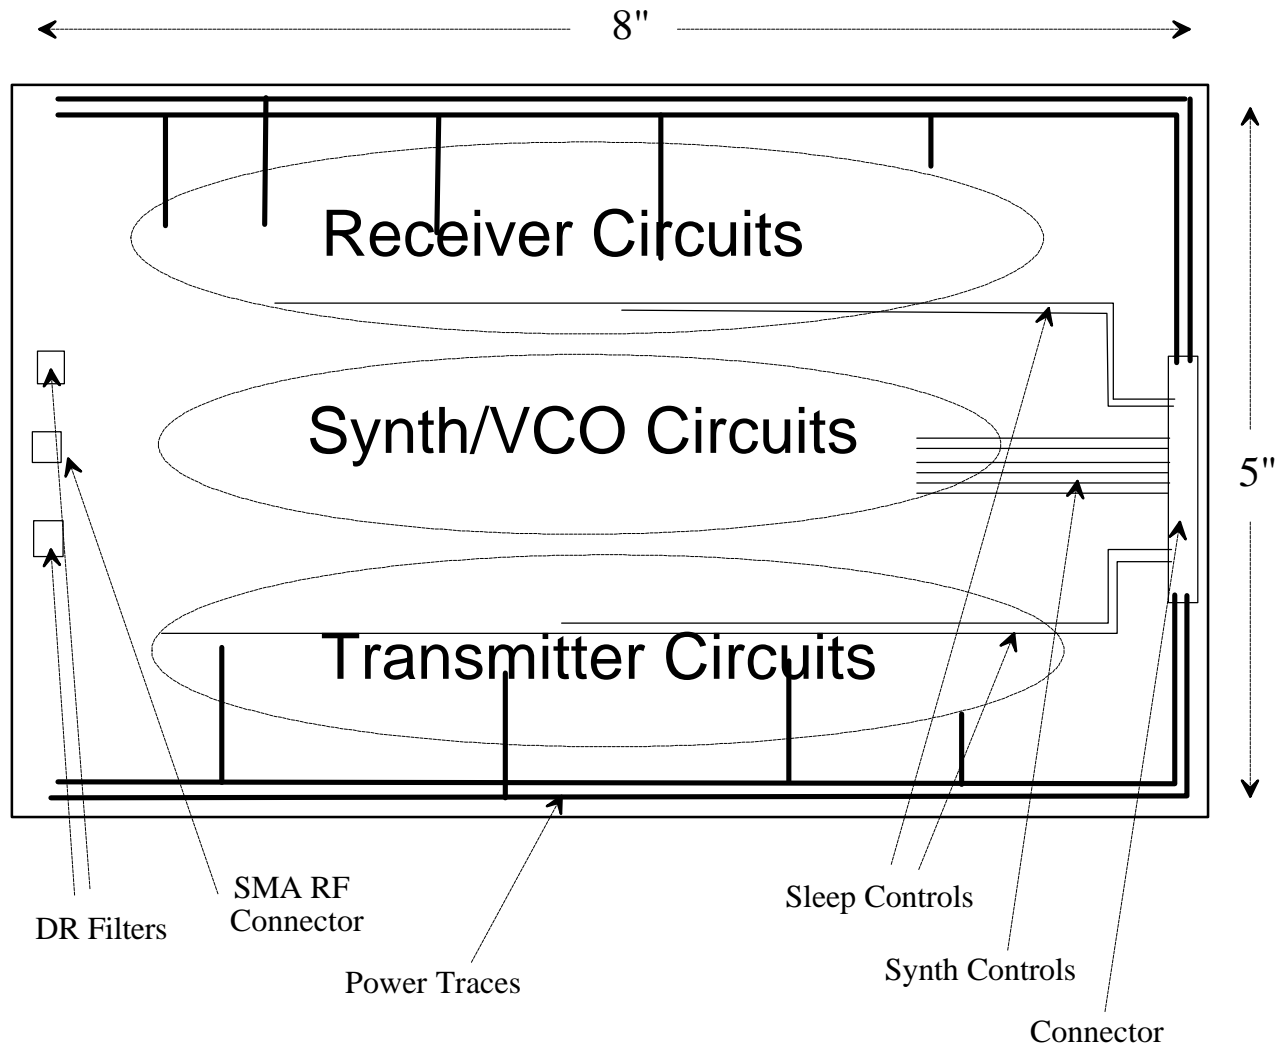 8"
Receiver Circuits
Synth/VCO Circuits
5"
Transmitter Circuits
SMA RF
Connector
Sleep Controls
DR Filters
Power Traces
Synth Controls
Connector